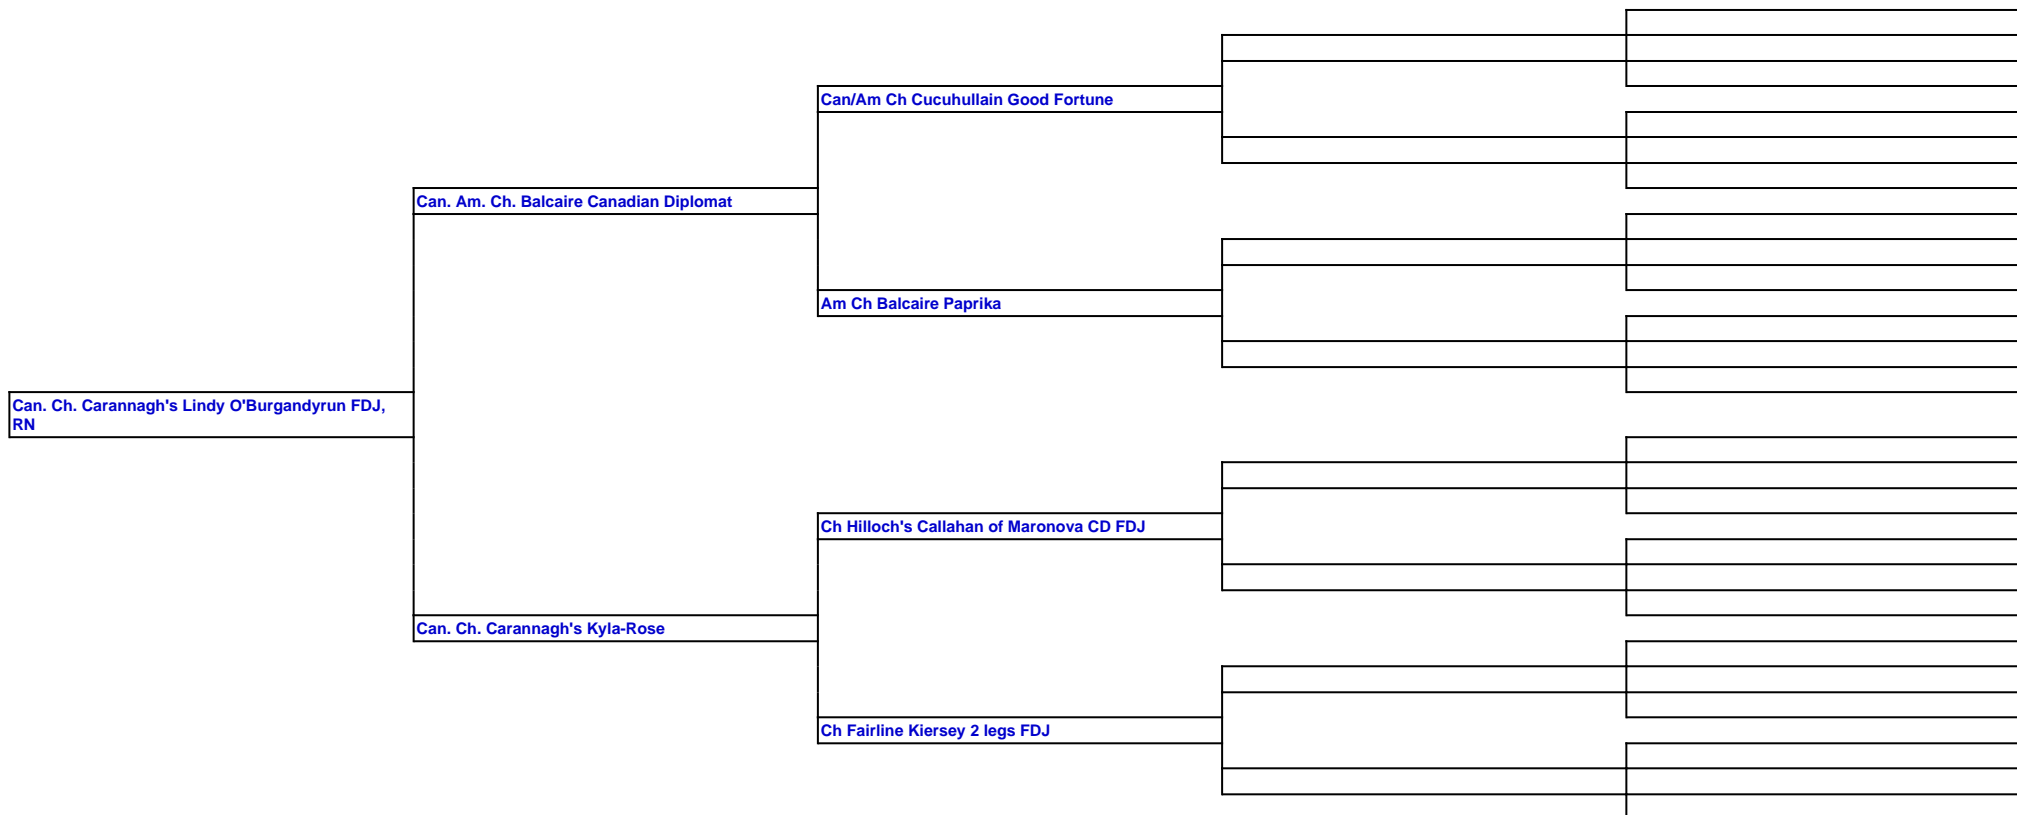 Can/Am Ch Cucuhullain Good Fortune
Can. Am. Ch. Balcaire Canadian Diplomat
Am Ch Balcaire Paprika
Can. Ch. Carannagh's Lindy O'Burgandyrun FDJ,
RN
Ch Hilloch's Callahan of Maronova CD FDJ
Can. Ch. Carannagh's Kyla-Rose
Ch Fairline Kiersey 2 legs FDJ